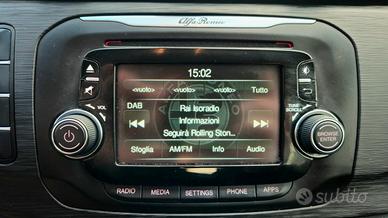 Alfa Romeo
15:02
<vuoto> <vuoto> <vuoto> Tutto
DAB
Rai Isoradio
Informazioni
Seguirà Rolling Ston...
Sfoglia AM/FM Info Audio
VOL
TUNE
SCROLL
BROWSE
ENTER
RADIO MEDIA SETTINGS PHONE APPS
subito